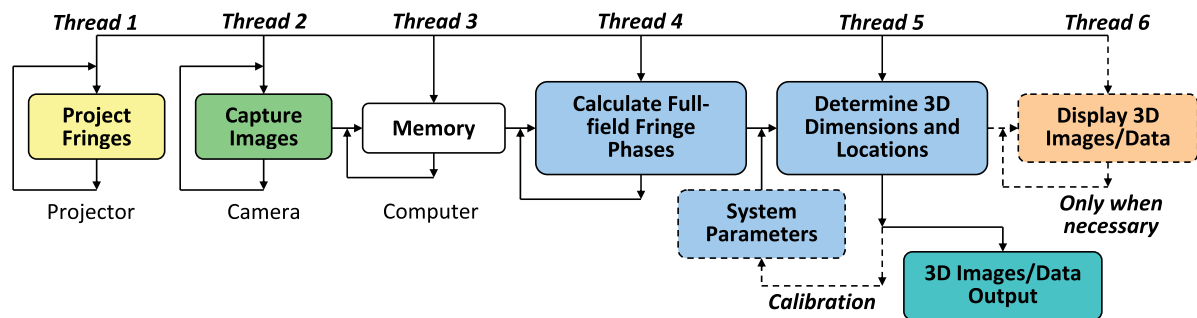 Thread 1
Thread 2
Thread 3
Thread 4
Thread 5
Thread 6
Project
Fringes
Capture
Images
Memory
Calculate Full-
field Fringe
Phases
Determine 3D
Dimensions and
Locations
Display 3D
Images/Data
Projector
Camera
Computer
System
Parameters
Only when
necessary
Calibration
3D Images/Data
Output